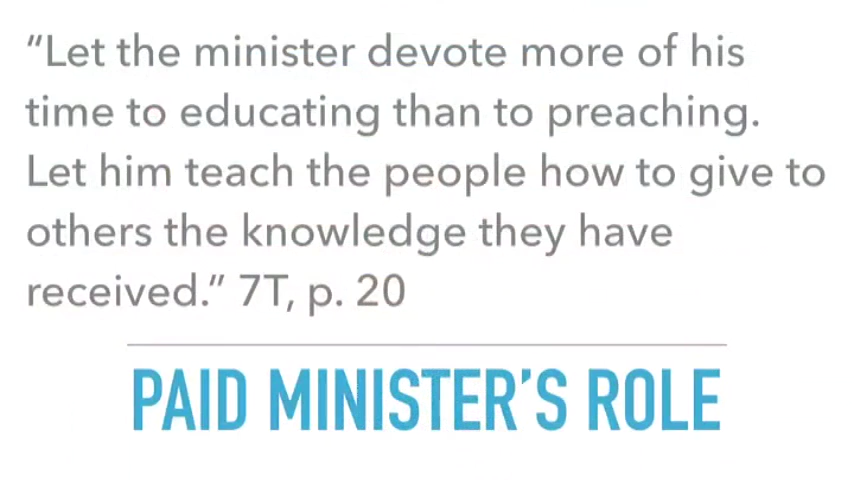 “Let the minister devote more of his
time to educating than to preaching.
Let him teach the people how to give to
others the knowledge they have
received.” 7T, p. 20
PAID MINISTER’S ROLE